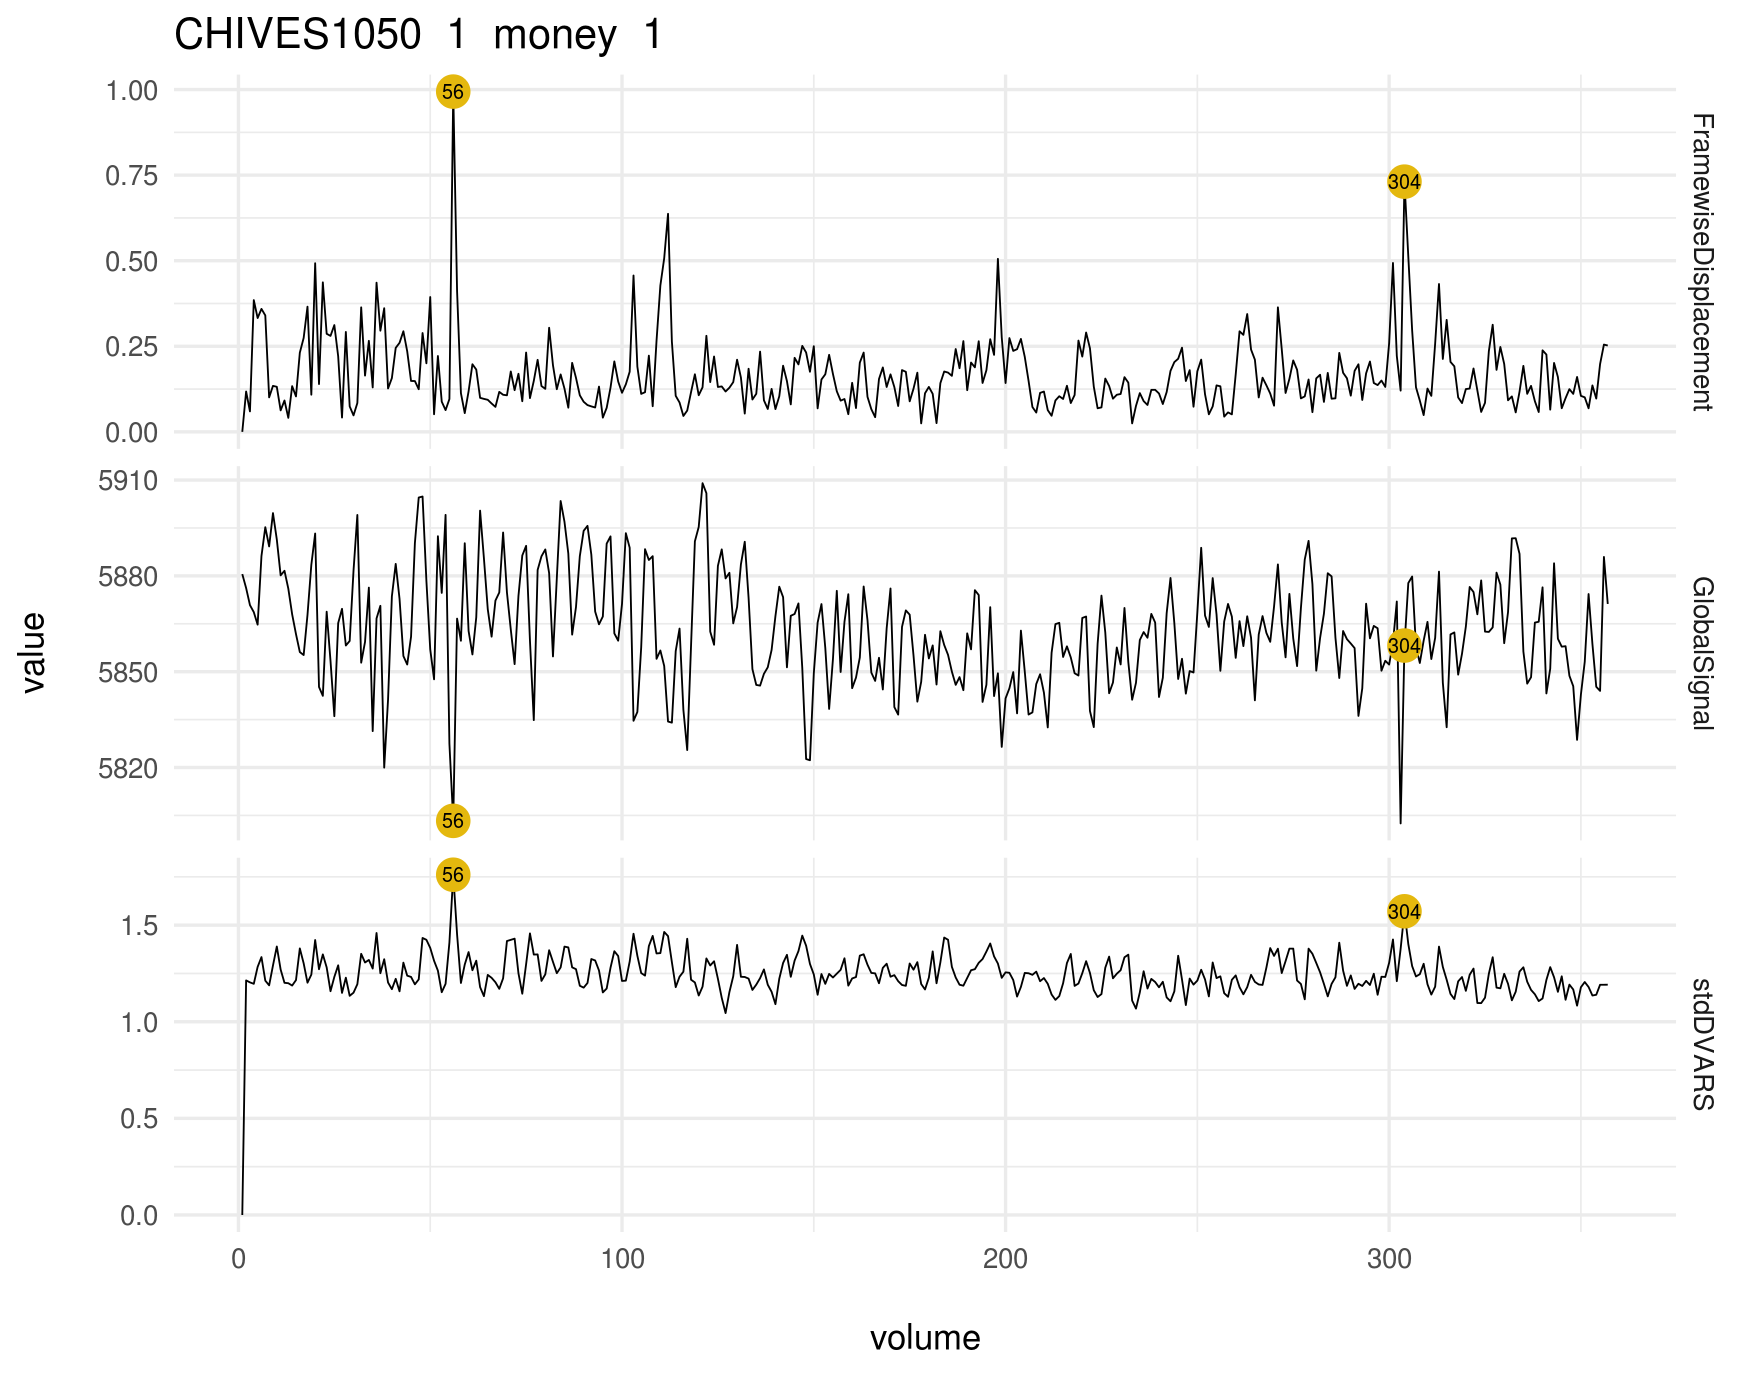 CHIVES1050 1 money 1
1.00
0.75
0.50
0.25
0.00
56
304
FramewiseDisplacement
5910
5880
5850
5820
304
56
GlobalSignal
value
1.5
1.0
0.5
0.0
56
304
stdDVARS
0 100 200 300
volume